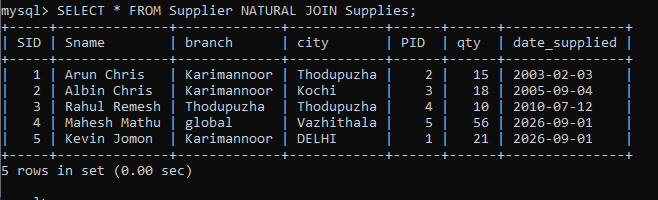 mysql> SELECT * FROM Supplier NATURAL JOIN Supplies;
+-----+--------------+------------+------------+-----+-----+---------------+
| SID | Sname        | branch     | city       | PID | qty | date_supplied |
+-----+--------------+------------+------------+-----+-----+---------------+
|   1 | Arun Chris   | Karimannoor | Thodupuzha |   2 |  15 | 2003-02-03    |
|   2 | Albin Chris  | Karimannoor | Kochi      |   3 |  18 | 2005-09-04    |
|   3 | Rahul Remesh | Thodupuzha | Thodupuzha |   4 |  10 | 2010-07-12    |
|   4 | Mahesh Mathu | global     | Vazhithala |   5 |  56 | 2026-09-01    |
|   5 | Kevin Jomon  | Karimannoor | DELHI      |   1 |  21 | 2026-09-01    |
+-----+--------------+------------+------------+-----+-----+---------------+
5 rows in set (0.00 sec)